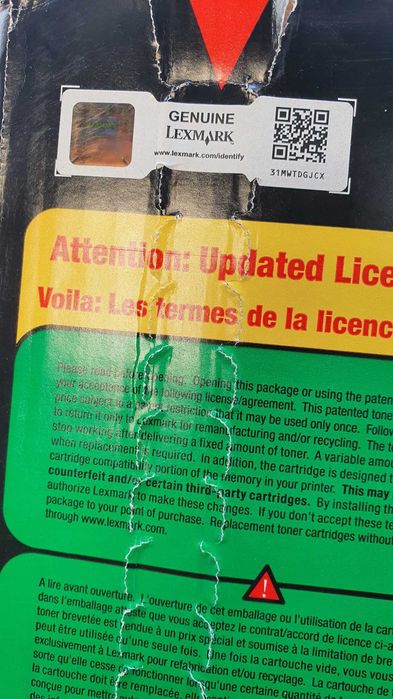 GENUINE
LEXMARK
www.lexmark.com/identify
31MWTDGJCX
Attention: Updated Lice
Voila: Les termes de la licenc
Please read before opening. Opening this package or using the paten
your acceptance of the following license/agreement. This patented tone
price subject to a restriction that it may be used only once. Follow
to return it only to Lexmark for remanufacturing and/or recycling. The t
stop working after delivering a fixed amount of toner. A variable amo
when replacement is required. In addition, the cartridge is designed t
cartridge compatibility portion of the memory in your printer. This may
counterfeit and/or certain third-party cartridges. By installing th
authorize Lexmark to make these changes. If you don't accept these te
package to your point of purchase. Replacement toner cartridges withou
through www.lexmark.com.
A lire avant ouverture. L'ouverture de cet emballage ou l'utilisation de la car
dans l'emballage atteste que vous acceptez le contrat/accord de licence ci-a
toner brevetée est vendue à un prix spécial et soumise à la limitation de bre
peut être utilisée qu'une seule fois. Une fois la cartouche vide, vous vous
exclusivement à Lexmark pour refabrication et/ou recyclage. La cartouche
sorte qu'elle cesse de fonctionner lorsqu'une certaine quantité de
la cartouche doit être remplacée, elle
conçue pour mettre